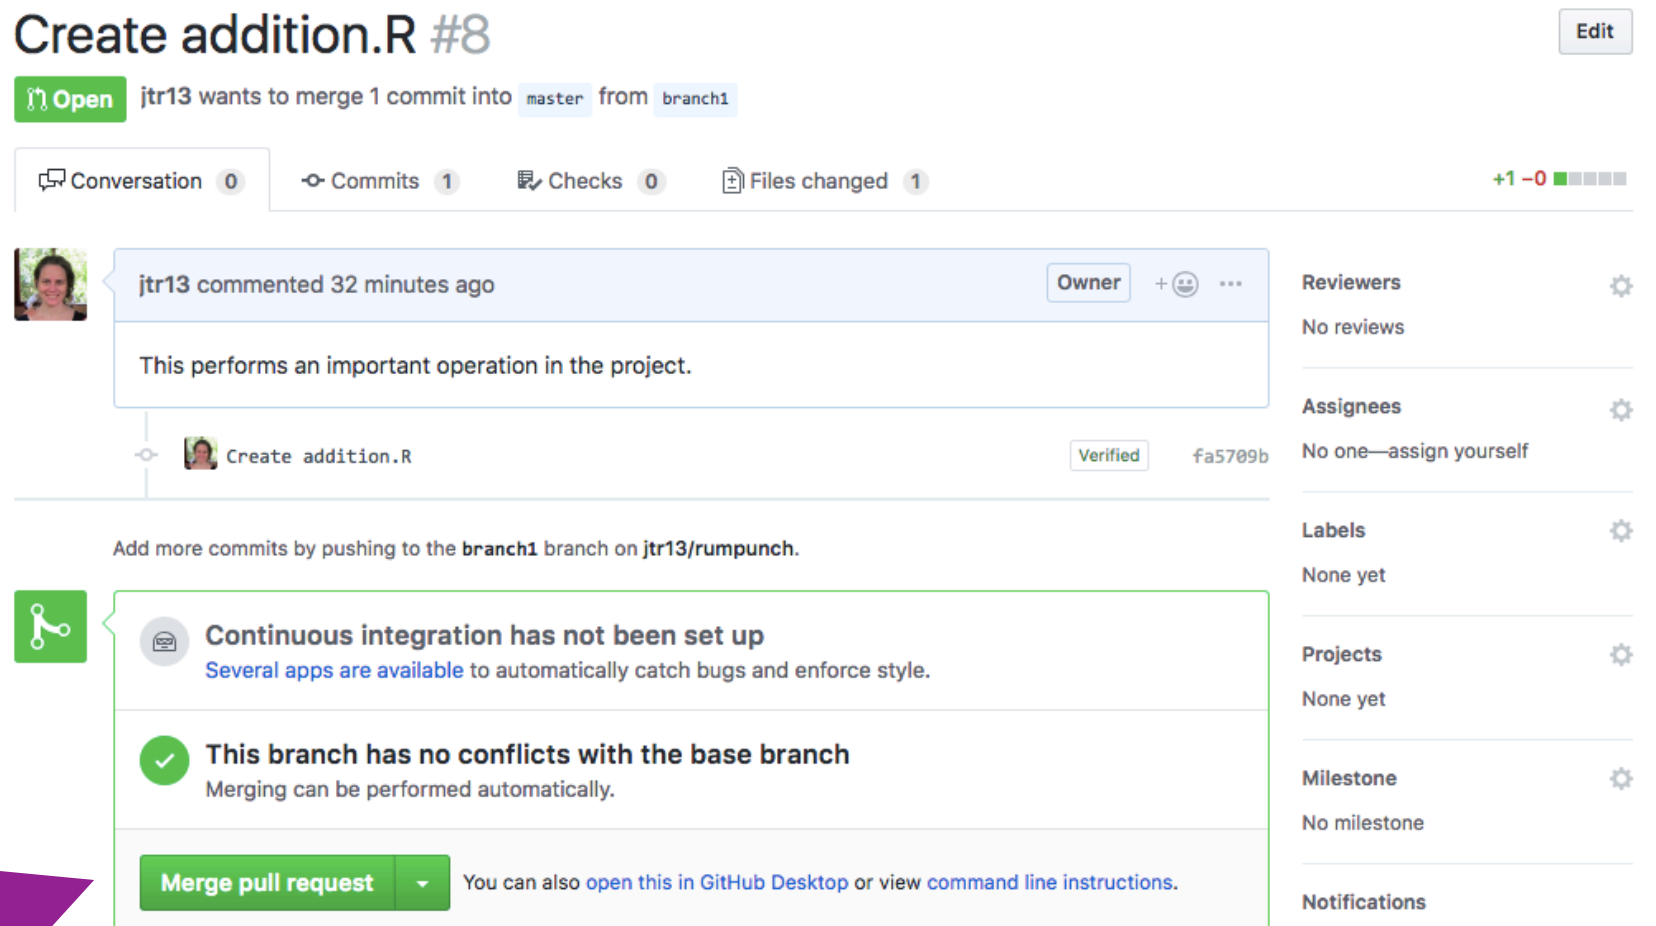 Create addition.R #8
Edit
Open jtr13 wants to merge 1 commit into master from branch1
Conversation 0 Commits 1 Checks 0 Files changed 1 +1 −0
jtr13 commented 32 minutes ago Owner + ...
This performs an important operation in the project.
Create addition.R Verified fa5709b
Add more commits by pushing to the branch1 branch on jtr13/rumpunch.
Continuous integration has not been set up
Several apps are available to automatically catch bugs and enforce style.
This branch has no conflicts with the base branch
Merging can be performed automatically.
Merge pull request You can also open this in GitHub Desktop or view command line instructions.
Reviewers
No reviews
Assignees
No one—assign yourself
Labels
None yet
Projects
None yet
Milestone
No milestone
Notifications